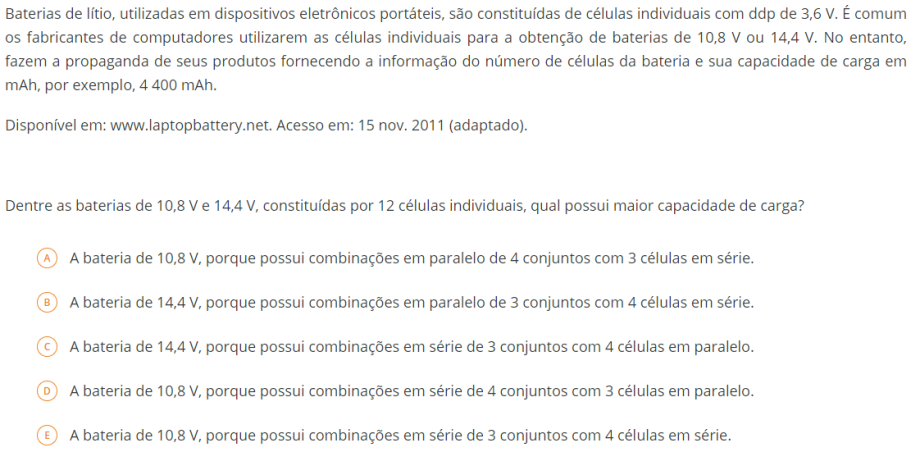 Baterias de lítio, utilizadas em dispositivos eletrônicos portáteis, são constituídas de células individuais com ddp de 3,6 V. É comum
os fabricantes de computadores utilizarem as células individuais para a obtenção de baterias de 10,8 V ou 14,4 V. No entanto,
fazem a propaganda de seus produtos fornecendo a informação do número de células da bateria e sua capacidade de carga em
mAh, por exemplo, 4 400 mAh.
Disponível em: www.laptopbattery.net. Acesso em: 15 nov. 2011 (adaptado).
Dentre as baterias de 10,8 V e 14,4 V, constituídas por 12 células individuais, qual possui maior capacidade de carga?
A A bateria de 10,8 V, porque possui combinações em paralelo de 4 conjuntos com 3 células em série.
B A bateria de 14,4 V, porque possui combinações em paralelo de 3 conjuntos com 4 células em série.
C A bateria de 14,4 V, porque possui combinações em série de 3 conjuntos com 4 células em paralelo.
D A bateria de 10,8 V, porque possui combinações em série de 4 conjuntos com 3 células em paralelo.
E A bateria de 10,8 V, porque possui combinações em série de 3 conjuntos com 4 células em série.